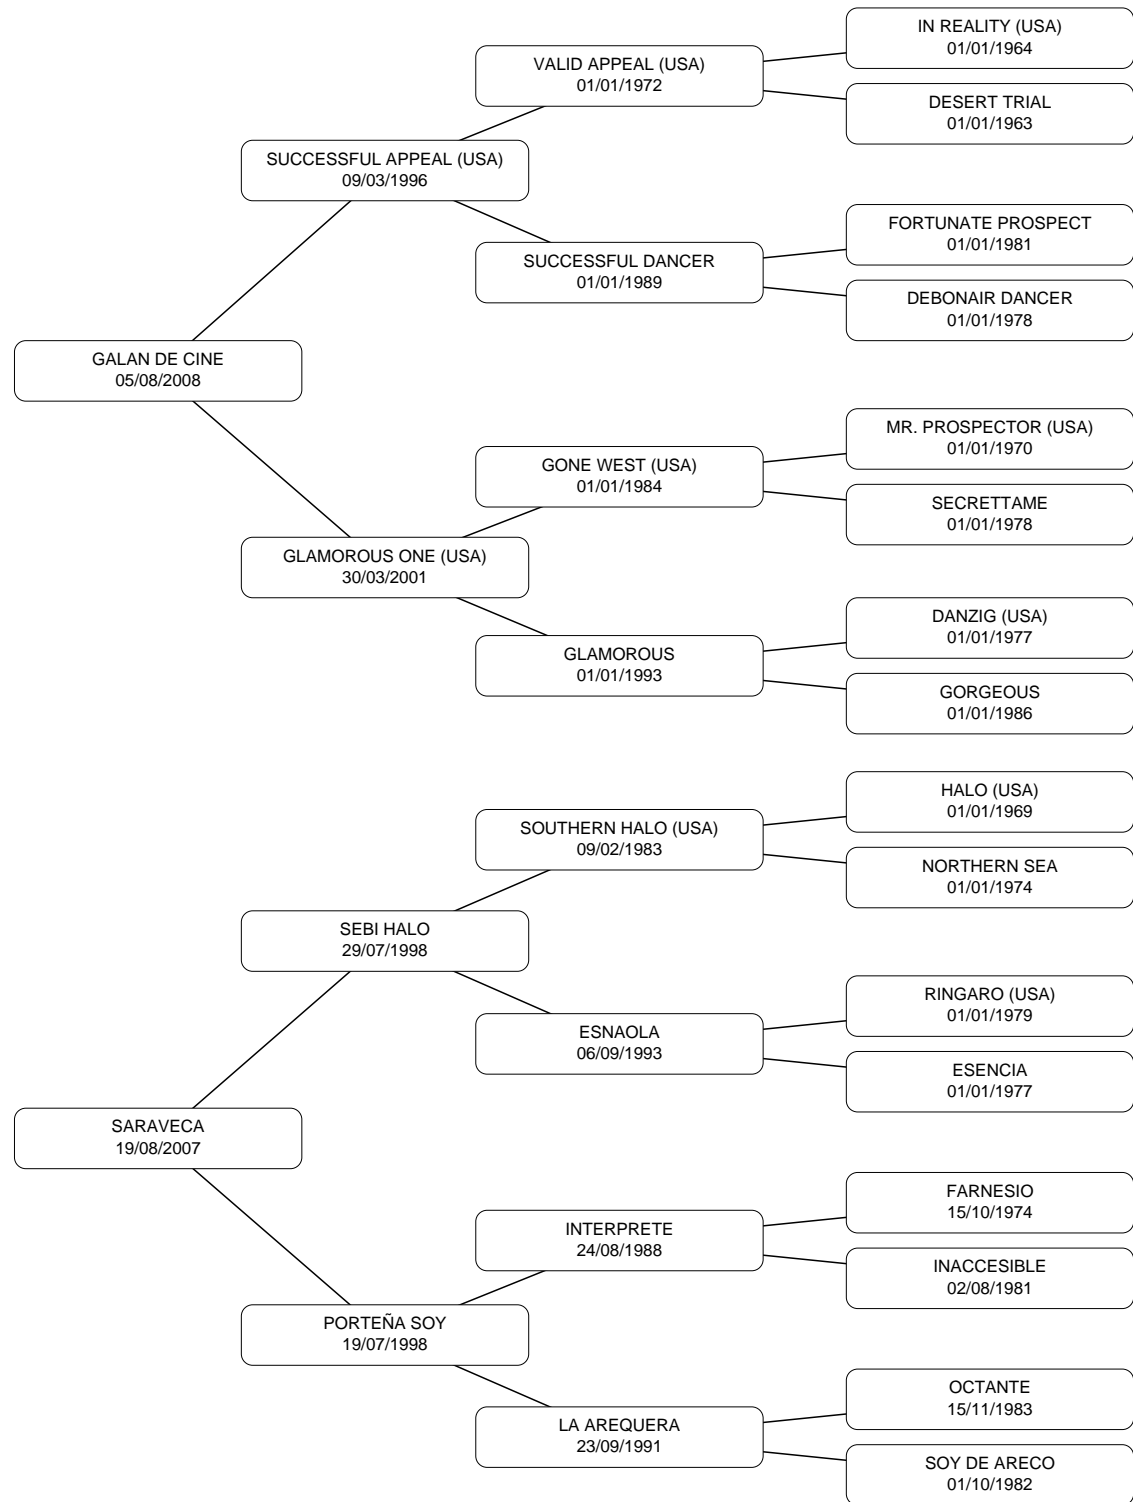 IN REALITY (USA)
01/01/1964
VALID APPEAL (USA)
01/01/1972
DESERT TRIAL
01/01/1963
SUCCESSFUL APPEAL (USA)
09/03/1996
FORTUNATE PROSPECT
01/01/1981
SUCCESSFUL DANCER
01/01/1989
DEBONAIR DANCER
01/01/1978
GALAN DE CINE
05/08/2008
MR. PROSPECTOR (USA)
01/01/1970
GONE WEST (USA)
01/01/1984
SECRETTAME
01/01/1978
GLAMOROUS ONE (USA)
30/03/2001
DANZIG (USA)
01/01/1977
GLAMOROUS
01/01/1993
GORGEOUS
01/01/1986
HALO (USA)
01/01/1969
SOUTHERN HALO (USA)
09/02/1983
NORTHERN SEA
01/01/1974
SEBI HALO
29/07/1998
RINGARO (USA)
01/01/1979
ESNAOLA
06/09/1993
ESENCIA
01/01/1977
SARAVECA
19/08/2007
FARNESIO
15/10/1974
INTERPRETE
24/08/1988
INACCESIBLE
02/08/1981
PORTEÑA SOY
19/07/1998
OCTANTE
15/11/1983
LA AREQUERA
23/09/1991
SOY DE ARECO
01/10/1982